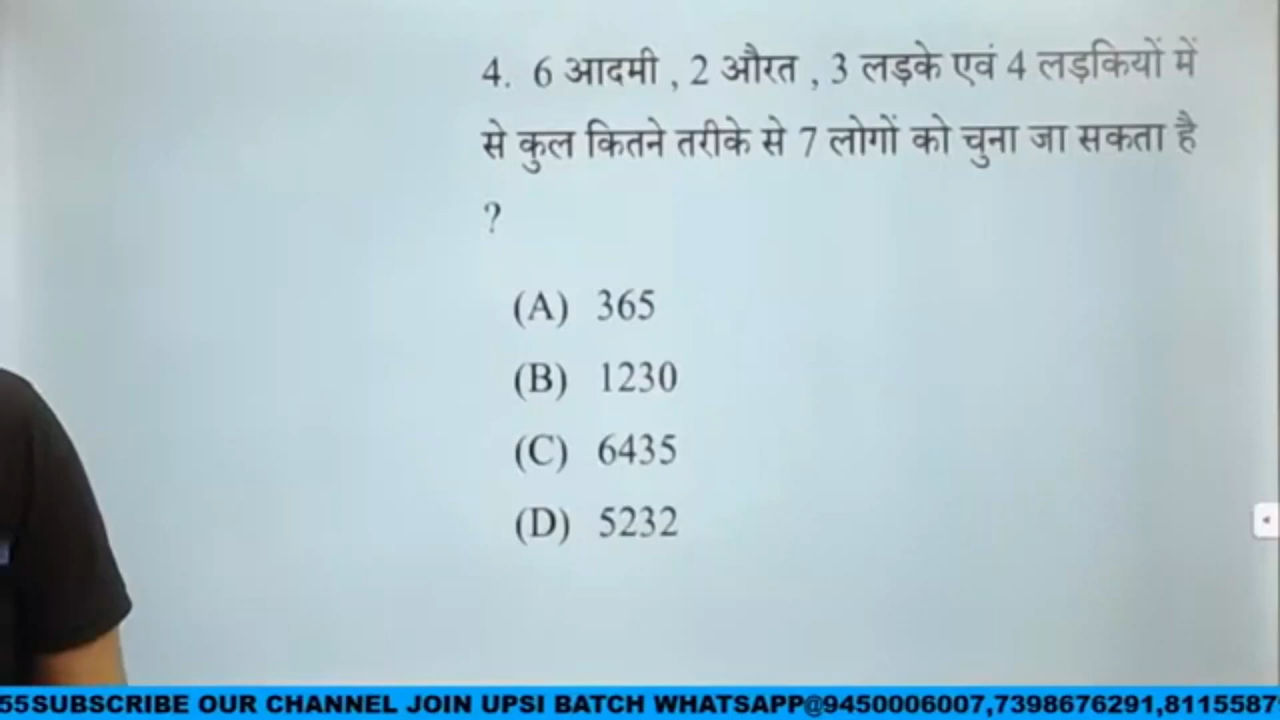 4. 6 आदमी , 2 औरत , 3 लड़के एवं 4 लड़कियों में
से कुल कितने तरीके से 7 लोगों को चुना जा सकता है
?
(A) 365
(B) 1230
(C) 6435
(D) 5232
55SUBSCRIBE OUR CHANNEL JOIN UPSI BATCH WHATSAPP@9450006007,7398676291,8115587